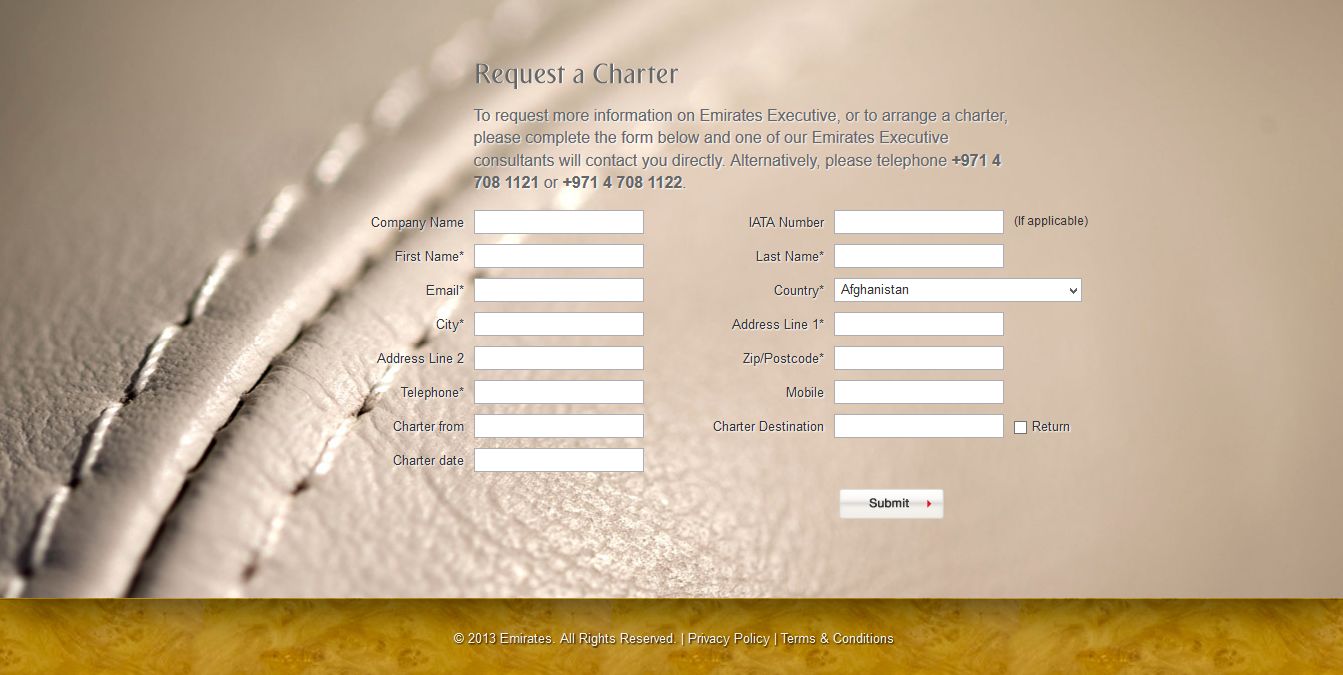 Request a Charter
To request more information on Emirates Executive, or to arrange a charter,
please complete the form below and one of our Emirates Executive
consultants will contact you directly. Alternatively, please telephone +971 4
708 1121 or +971 4 708 1122.
Company Name IATA Number (If applicable)
First Name* Last Name*
Email* Country* Afghanistan
City* Address Line 1*
Address Line 2 Zip/Postcode*
Telephone* Mobile
Charter from Charter Destination Return
Charter date
Submit
© 2013 Emirates. All Rights Reserved. | Privacy Policy | Terms & Conditions